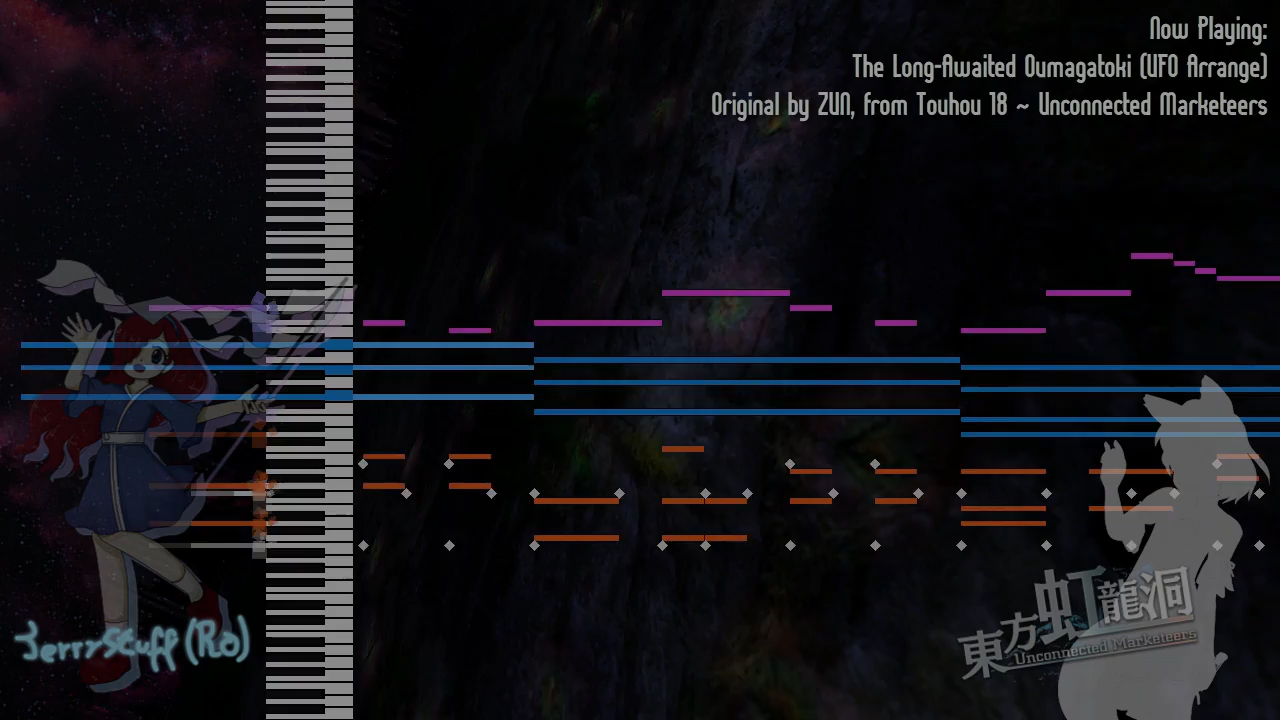 Now Playing:
The Long-Awaited Oumagatoki (UFO Arrange)
Original by ZUN, from Touhou 18 ~ Unconnected Marketeers
東方虹龍洞
Unconnected Marketeers
JerryStuff (Ro)